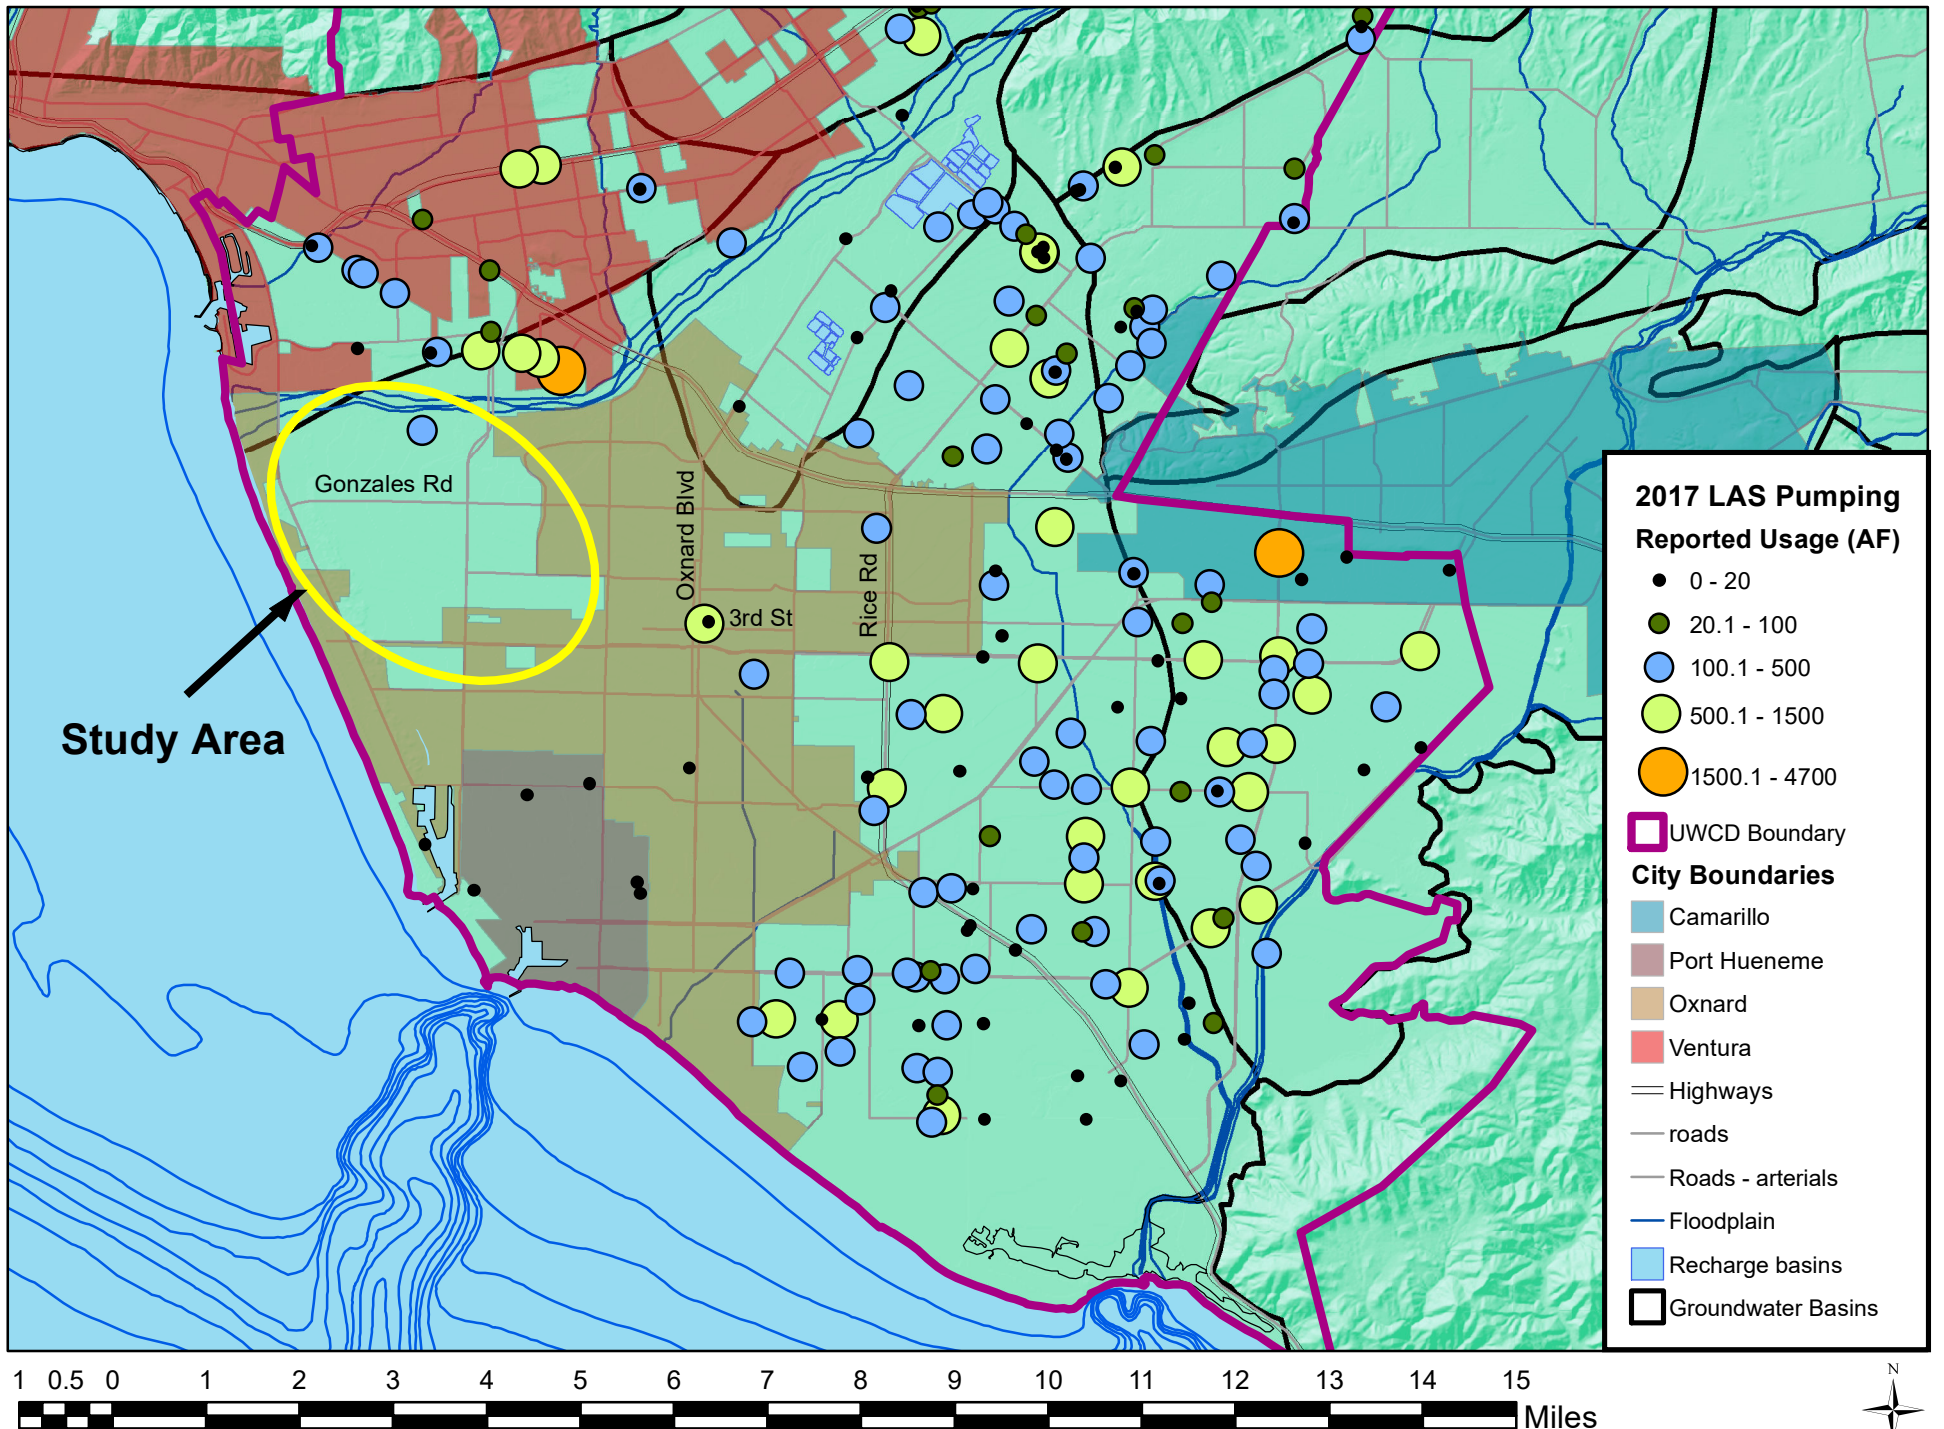 Gonzales Rd
Oxnard Blvd
3rd St
Rice Rd
Study Area
2017 LAS Pumping
Reported Usage (AF)
0 - 20
20.1 - 100
100.1 - 500
500.1 - 1500
1500.1 - 4700
UWCD Boundary
City Boundaries
Camarillo
Port Hueneme
Oxnard
Ventura
Highways
roads
Roads - arterials
Floodplain
Recharge basins
Groundwater Basins
1 0.5 0 1 2 3 4 5 6 7 8 9 10 11 12 13 14 15
Miles
N